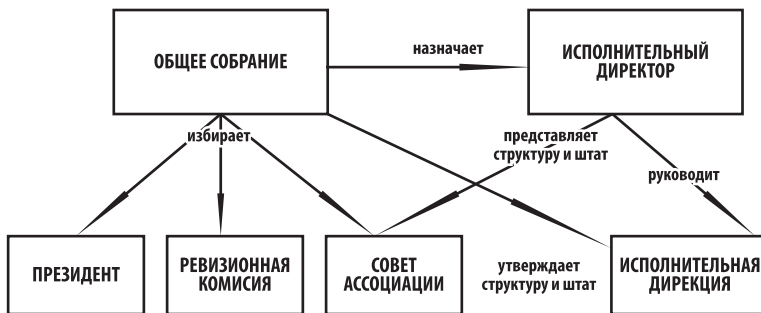 ОБЩЕЕ СОБРАНИЕ
назначает
ИСПОЛНИТЕЛЬНЫЙ
ДИРЕКТОР
избирает
представляет
структуру и штат
руководит
ПРЕЗИДЕНТ
РЕВИЗИОННАЯ
КОМИСИЯ
СОВЕТ
АССОЦИАЦИИ
утверждает
структуру и штат
ИСПОЛНИТЕЛЬНАЯ
ДИРЕКЦИЯ